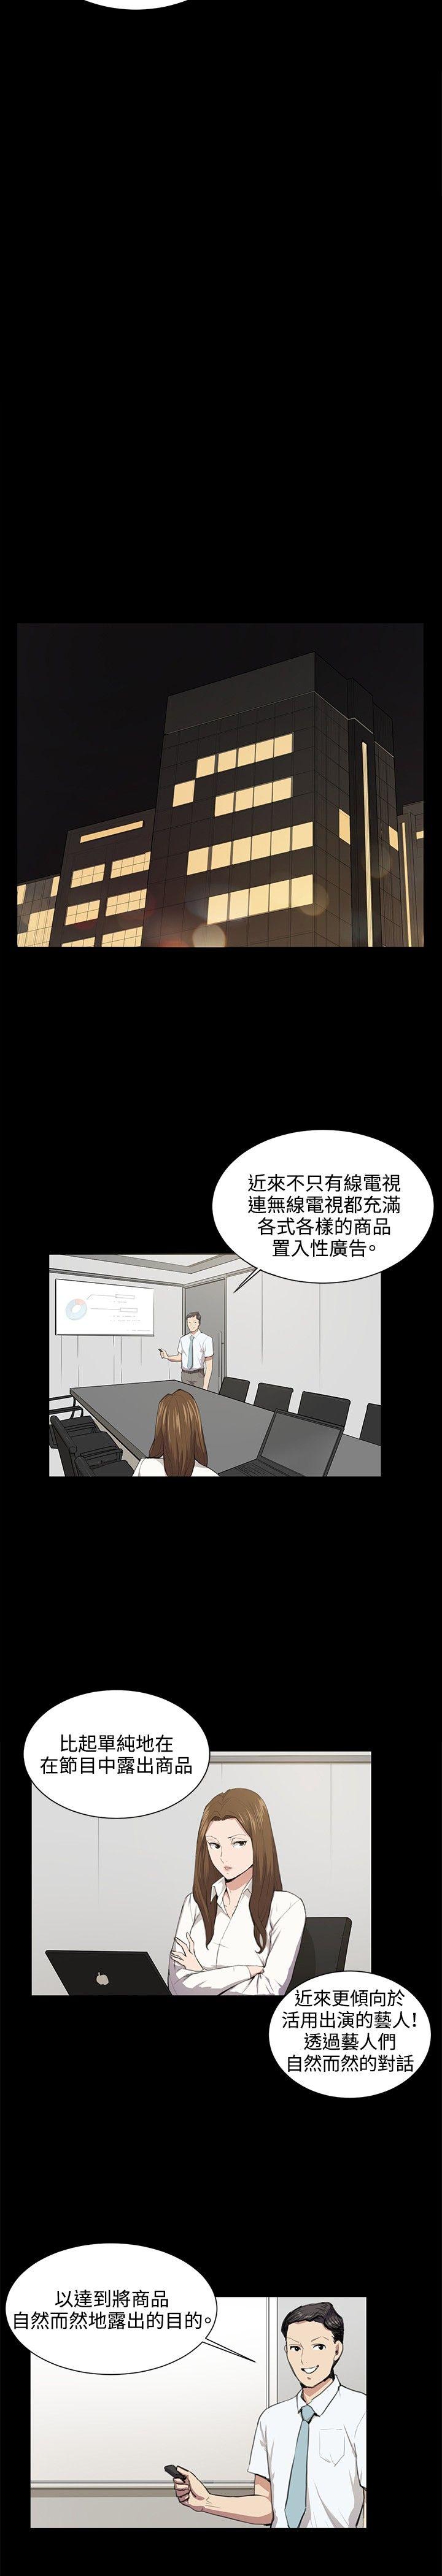 近來不只有線電視
連無線電視都充滿
各式各樣的商品
置入性廣告。
比起單純地在
在節目中露出商品
近來更傾向於
活用出演的藝人!
透過藝人們
自然而然的對話
以達到將商品
自然而然地露出的目的。